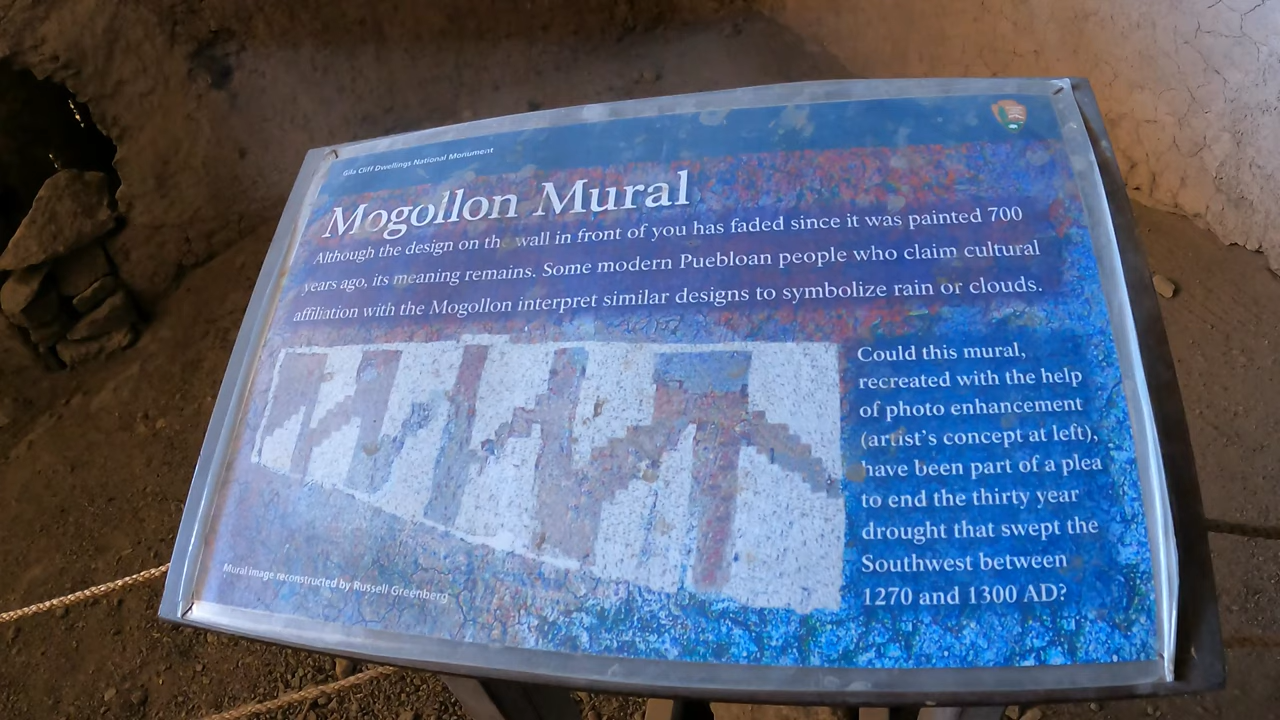 Gila Cliff Dwellings National Monument
Mogollon Mural
Although the design on the wall in front of you has faded since it was painted 700
years ago, its meaning remains. Some modern Puebloan people who claim cultural
affiliation with the Mogollon interpret similar designs to symbolize rain or clouds.
Could this mural,
recreated with the help
of photo enhancement
(artist's concept at left),
have been part of a plea
to end the thirty year
drought that swept the
Southwest between
1270 and 1300 AD?
Mural image reconstructed by Russell Greenberg